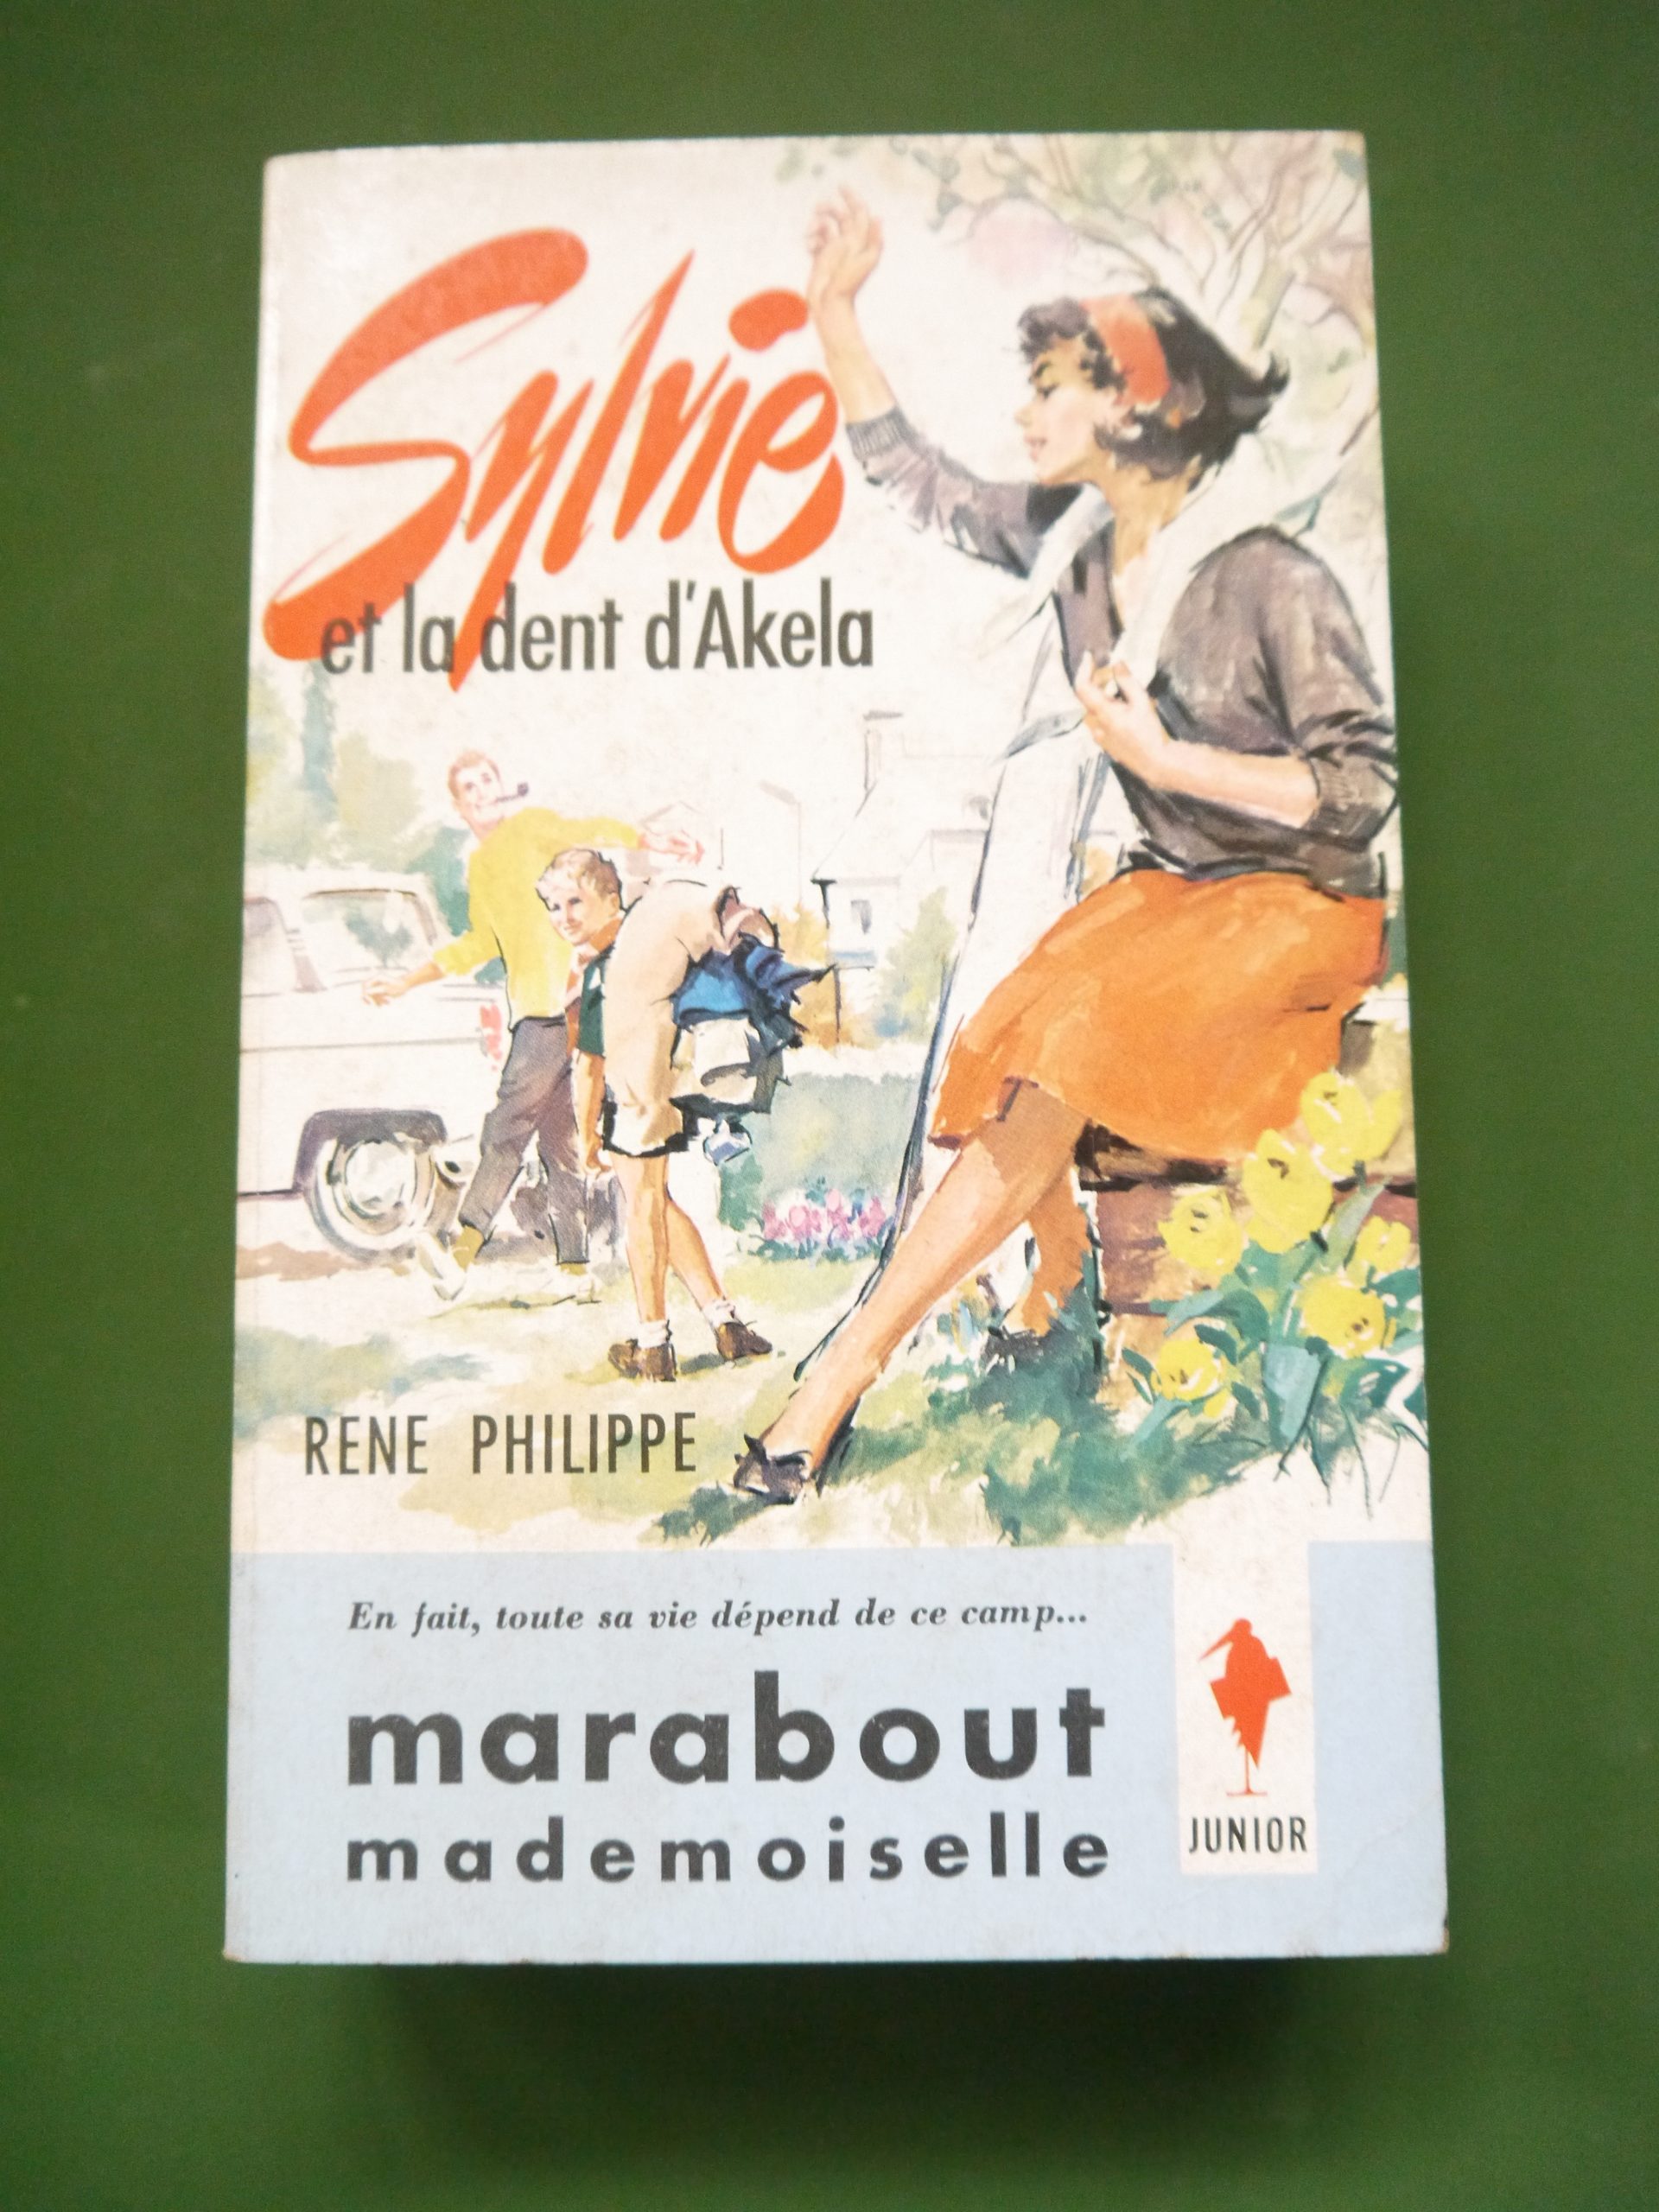 Sylvie
et la dent d'Akela
RENE PHILIPPE
En fait, toute sa vie dépend de ce camp...
marabout
mademoiselle
JUNIOR